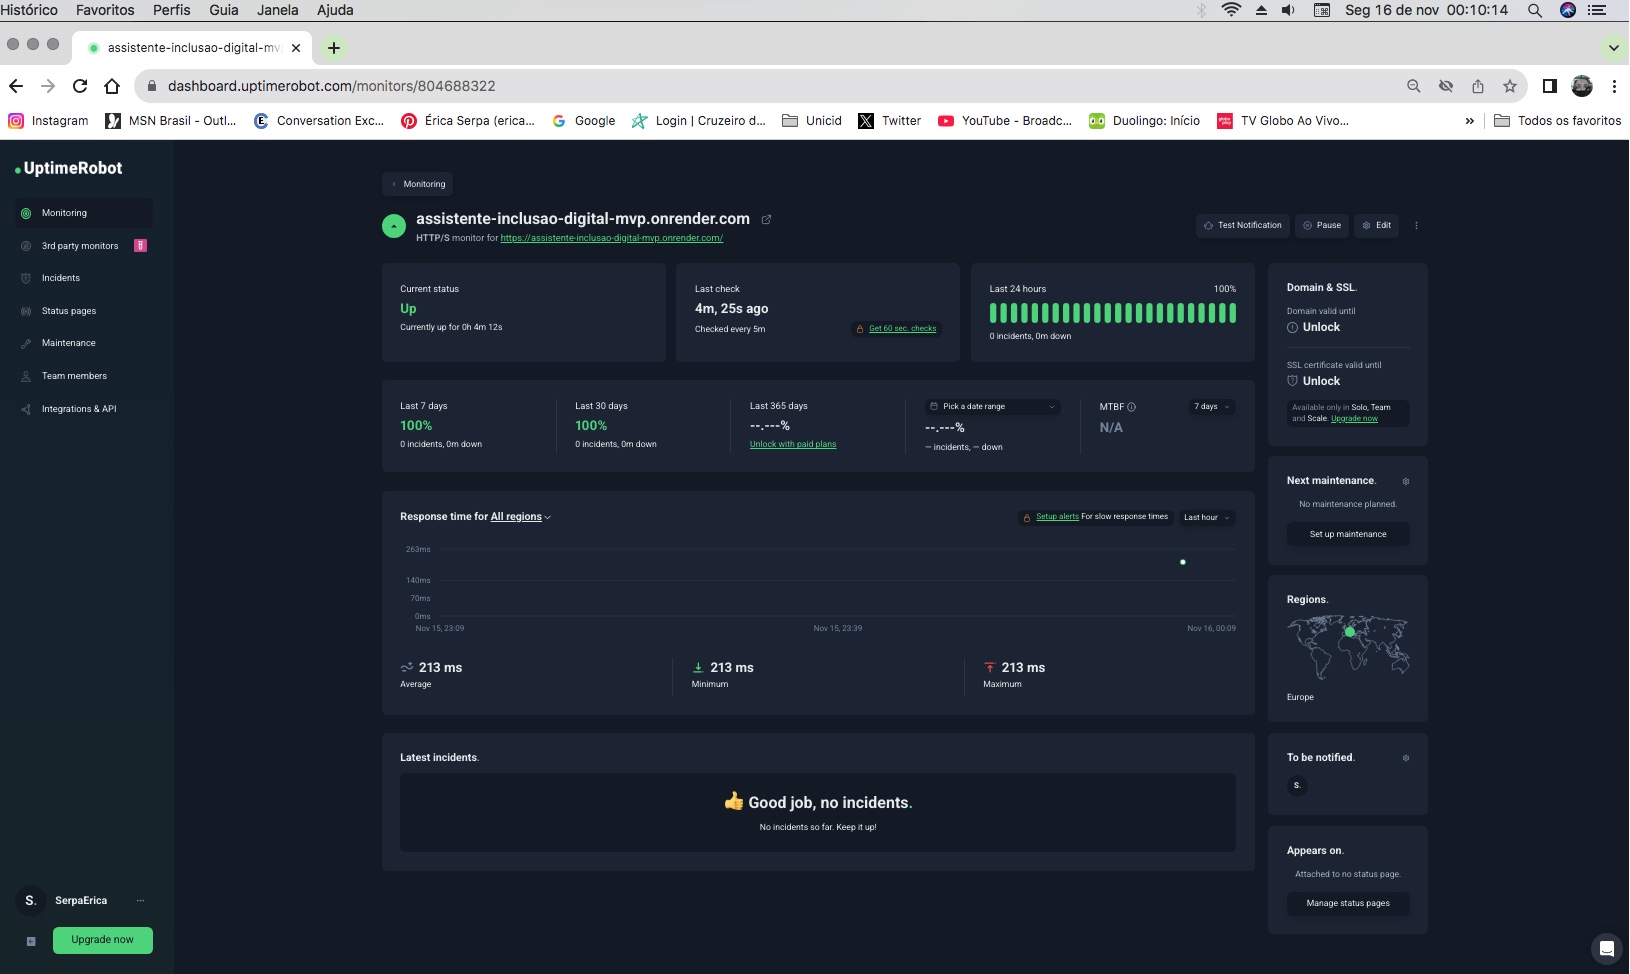 Histórico Favoritos Perfis Guia Janela Ajuda Seg 16 de nov 00:10:14
assistente-inclusao-digital-mv
dashboard.uptimerobot.com/monitors/804688322
Instagram MSN Brasil - Outl... Conversation Exc... Érica Serpa (erica... Google Login | Cruzeiro d... Unicid Twitter YouTube - Broadc... Duolingo: Início TV Globo Ao Vivo... » Todos os favoritos
UptimeRobot
Monitoring
3rd party monitors
Incidents
Status pages
Maintenance
Team members
Integrations & API
S. SerpaErica ...
Upgrade now
‹ Monitoring
assistente-inclusao-digital-mvp.onrender.com
HTTP/S monitor for https://assistente-inclusao-digital-mvp.onrender.com/
Test Notification Pause Edit
Current status
Up
Currently up for 0h 4m 12s
Last check
4m, 25s ago
Checked every 5m Get 60 sec. checks
Last 24 hours 100%
0 incidents, 0m down
Last 7 days
100%
0 incidents, 0m down
Last 30 days
100%
0 incidents, 0m down
Last 365 days
--.---%
Unlock with paid plans
Pick a date range
--.---%
— incidents, — down
MTBF 7 days
N/A
Response time for All regions
Setup alerts For slow response times Last hour
263ms
140ms
70ms
0ms
Nov 15, 23:09 Nov 15, 23:39 Nov 16, 00:09
213 ms
Average
213 ms
Minimum
213 ms
Maximum
Latest incidents.
Good job, no incidents.
No incidents so far. Keep it up!
Domain & SSL.
Domain valid until
Unlock
SSL certificate valid until
Unlock
Available only in Solo, Team
and Scale. Upgrade now
Next maintenance.
No maintenance planned.
Set up maintenance
Regions.
Europe
To be notified.
S.
Appears on.
Attached to no status page.
Manage status pages